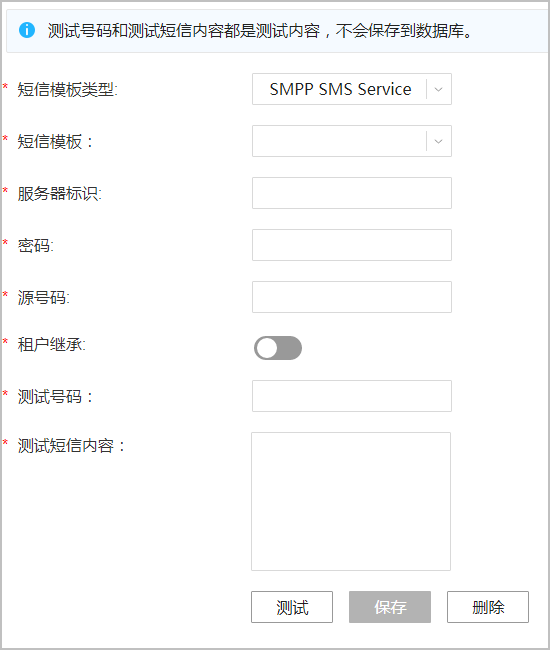 测试号码和测试短信内容都是测试内容，不会保存到数据库。
* 短信模板类型: SMPP SMS Service
* 短信模板：
* 服务器标识:
* 密码:
* 源号码:
* 租户继承:
* 测试号码：
* 测试短信内容：
测试 保存 删除